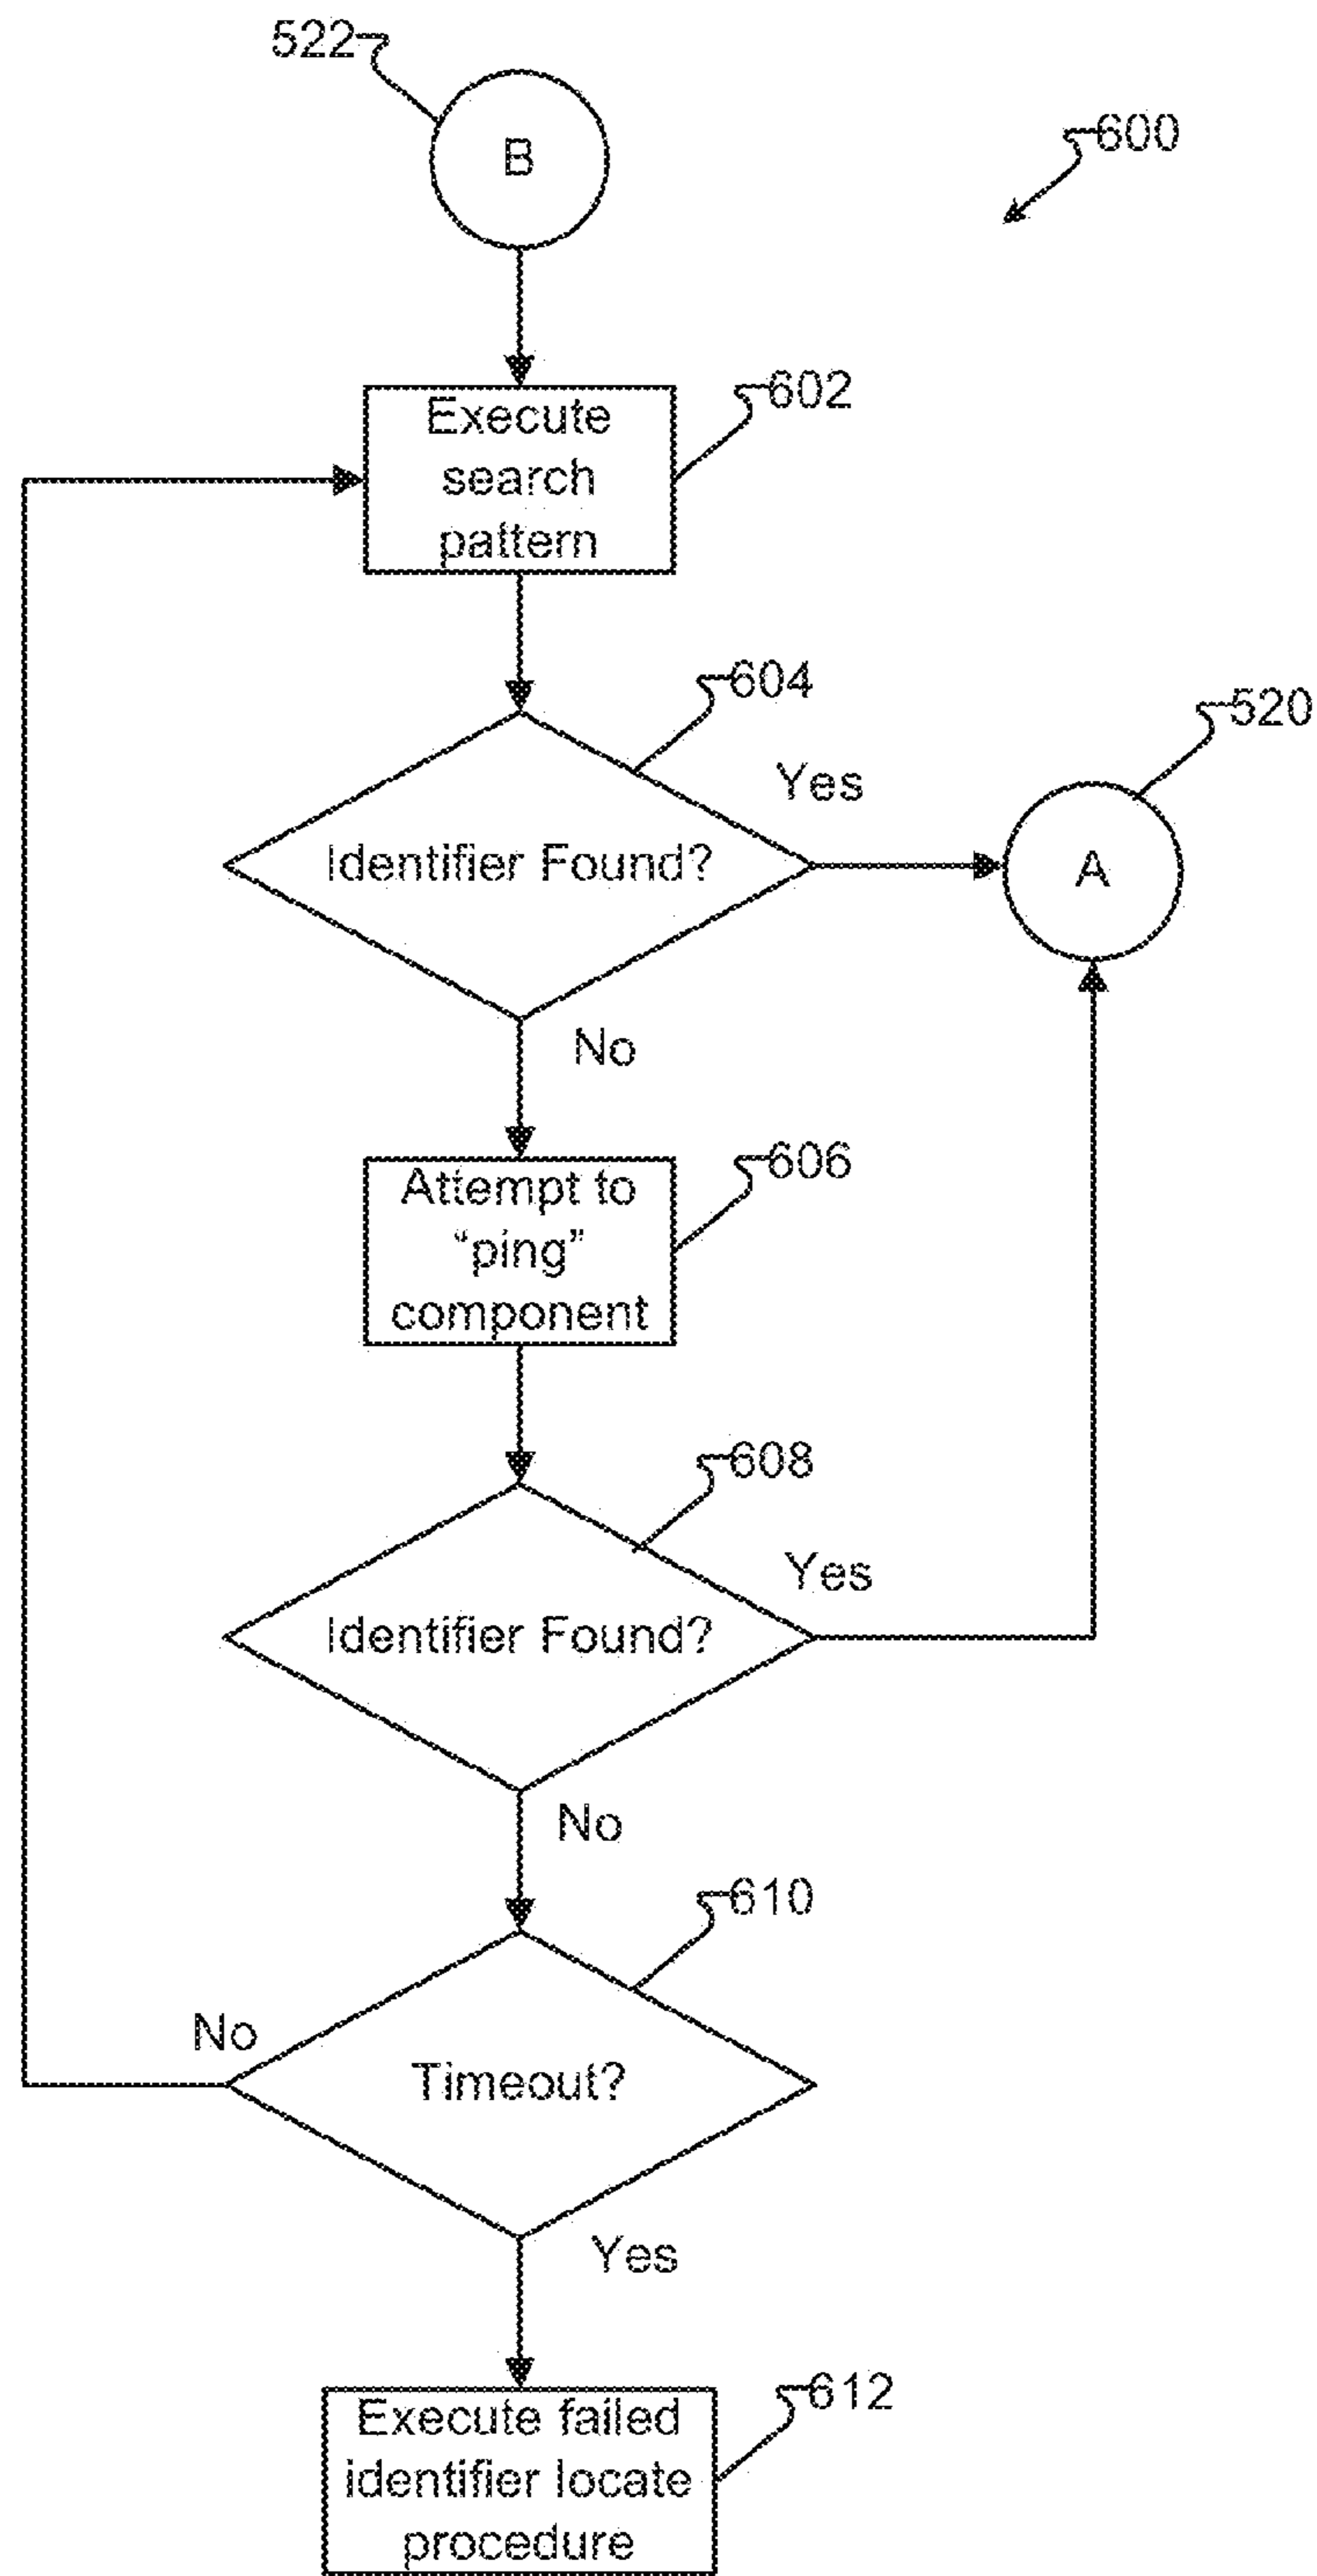 522
B
600
Execute
search
pattern
602
604
Yes
Identifier Found?
520
A
No
Attempt to
“ping”
component
606
608
Yes
Identifier Found?
No
610
No
Timeout?
Yes
Execute failed
identifier locate
procedure
612